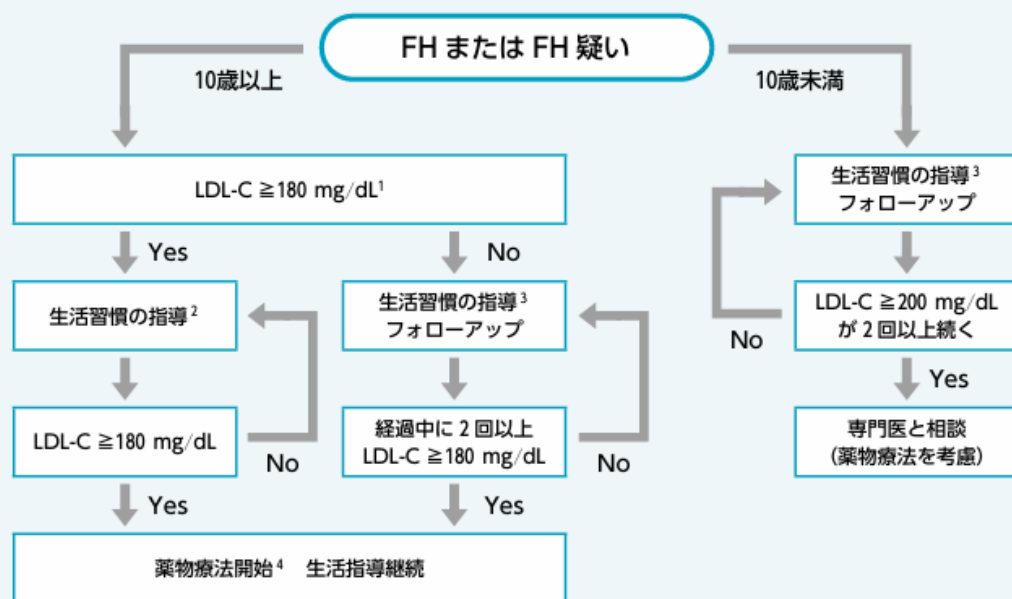 FH または FH 疑い
10歳以上
10歳未満
LDL-C ≧180 mg/dL¹
生活習慣の指導³
フォローアップ
Yes
No
生活習慣の指導²
生活習慣の指導³
フォローアップ
LDL-C ≧200 mg/dL
が 2 回以上続く
No
Yes
LDL-C ≧180 mg/dL
No
経過中に 2 回以上
LDL-C ≧180 mg/dL
No
専門医と相談
（薬物療法を考慮）
Yes
Yes
薬物療法開始⁴ 生活指導継続